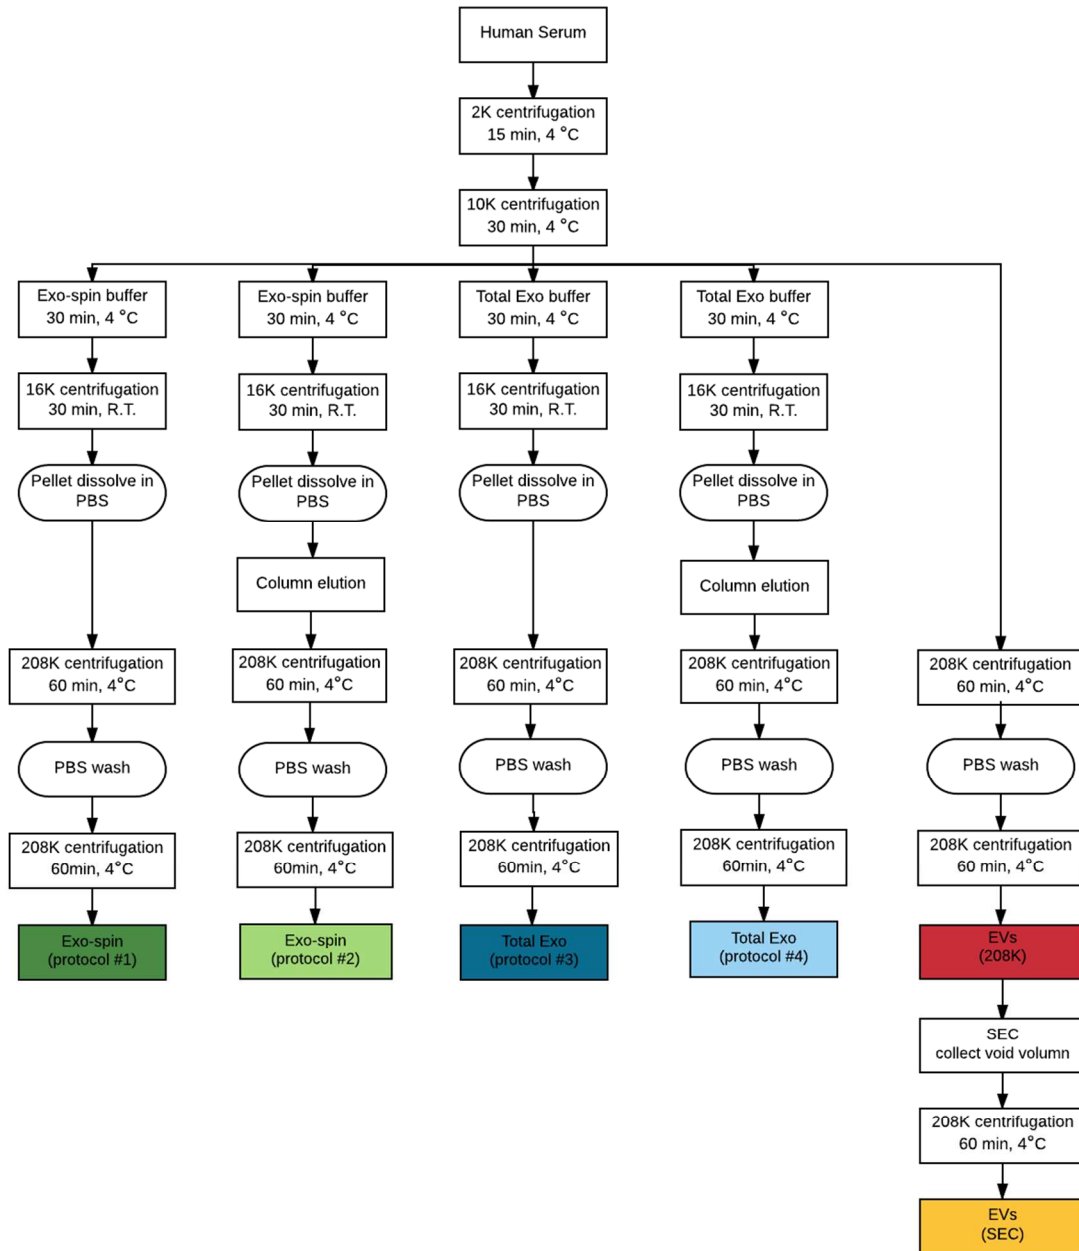 Human Serum
2K centrifugation
15 min, 4 °C
10K centrifugation
30 min, 4 °C
Exo-spin buffer
30 min, 4 °C
Exo-spin buffer
30 min, 4 °C
Total Exo buffer
30 min, 4 °C
Total Exo buffer
30 min, 4 °C
16K centrifugation
30 min, R.T.
16K centrifugation
30 min, R.T.
16K centrifugation
30 min, R.T.
16K centrifugation
30 min, R.T.
Pellet dissolve in
PBS
Pellet dissolve in
PBS
Pellet dissolve in
PBS
Pellet dissolve in
PBS
Column elution
Column elution
208K centrifugation
60 min, 4°C
208K centrifugation
60 min, 4°C
208K centrifugation
60 min, 4°C
208K centrifugation
60 min, 4°C
208K centrifugation
60 min, 4°C
PBS wash
PBS wash
PBS wash
PBS wash
PBS wash
208K centrifugation
60min, 4°C
208K centrifugation
60min, 4°C
208K centrifugation
60min, 4°C
208K centrifugation
60min, 4°C
208K centrifugation
60 min, 4°C
Exo-spin
(protocol #1)
Exo-spin
(protocol #2)
Total Exo
(protocol #3)
Total Exo
(protocol #4)
EVs
(208K)
SEC
collect void volumn
208K centrifugation
60 min, 4°C
EVs
(SEC)